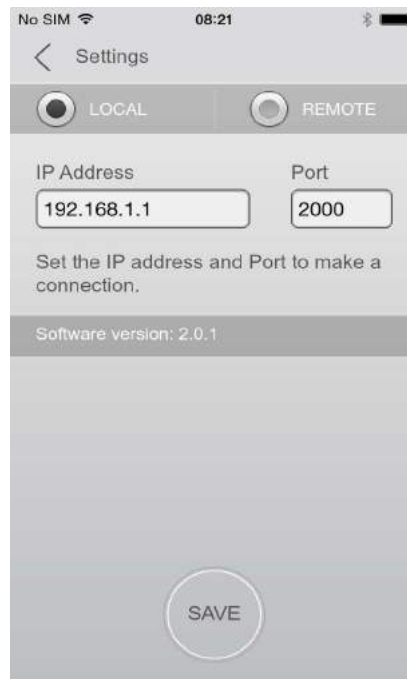 No SIM 08:21
Settings
LOCAL REMOTE
IP Address Port
192.168.1.1 2000
Set the IP address and Port to make a
connection.
Software version: 2.0.1
SAVE